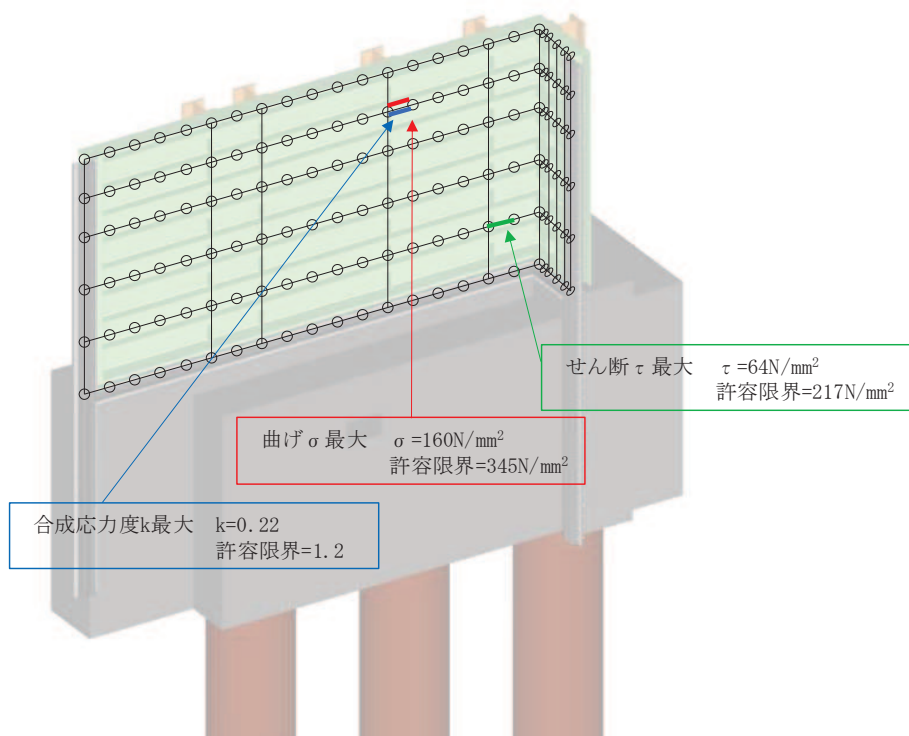 せん断τ最大 τ=64N/mm²
許容限界=217N/mm²
曲げσ最大 σ=160N/mm²
許容限界=345N/mm²
合成応力度k最大 k=0.22
許容限界=1.2